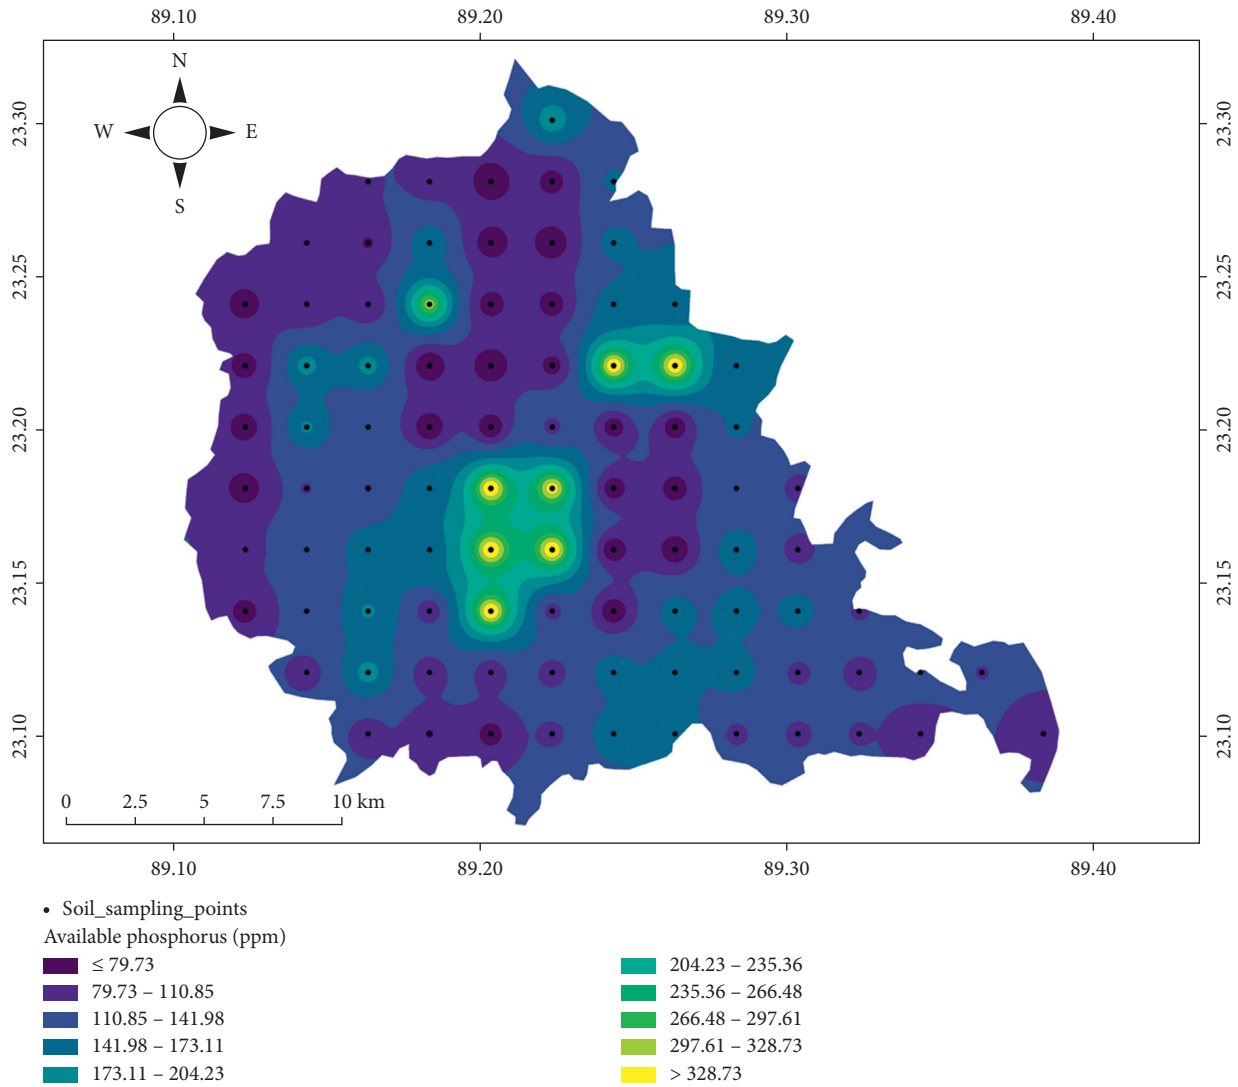 89.10 89.20 89.30 89.40
N
W E
S
23.30 23.30
23.25 23.25
23.20 23.20
23.15 23.15
23.10 23.10
0 2.5 5 7.5 10 km
89.10 89.20 89.30 89.40
Soil_sampling_points
Available phosphorus (ppm)
≤ 79.73
79.73 – 110.85
110.85 – 141.98
141.98 – 173.11
173.11 – 204.23
204.23 – 235.36
235.36 – 266.48
266.48 – 297.61
297.61 – 328.73
> 328.73